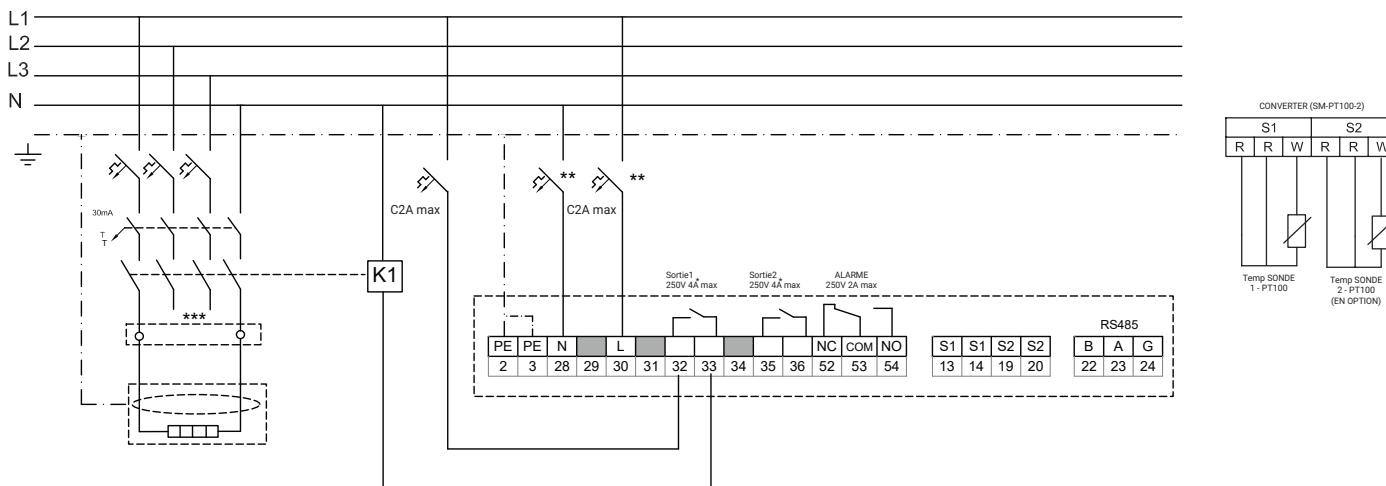 L1
L2
L3
N
30mA
T
T
***
K1
C2A max
**
**
C2A max
Sortie1
250V 4A max
*
Sortie2
250V 4A max
*
ALARME
250V 2A max
PE PE N L NC COM NO
2 3 28 29 30 31 32 33 34 35 36 52 53 54
S1 S1 S2 S2
13 14 19 20
RS485
B A G
22 23 24
CONVERTER (SM-PT100-2)
S1 S2
R R W R R W
Temp SONDE
1 - PT100
Temp SONDE
2 - PT100
(EN OPTION)